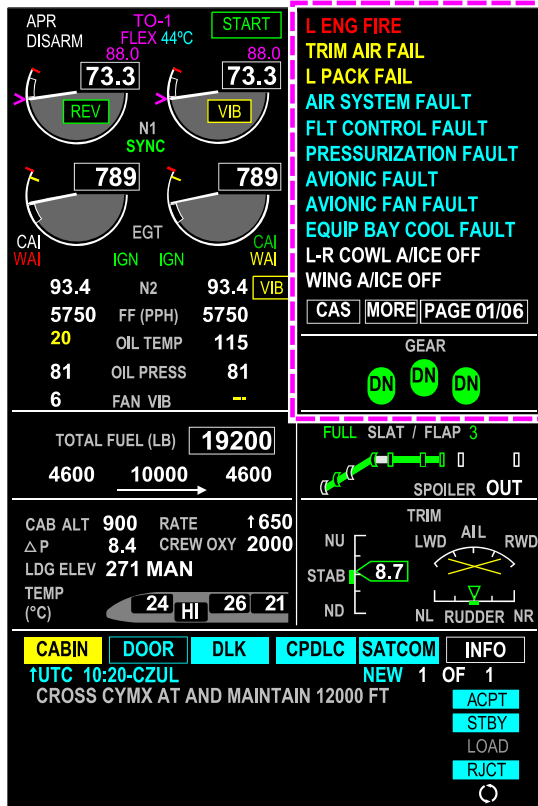 APR TO-1 START
DISARM FLEX 44°C
88.0 88.0
73.3 73.3
REV VIB
N1
SYNC
789 789
EGT
CAI CAI
WAI IGN IGN WAI
93.4 N2 93.4 VIB
5750 FF (PPH) 5750
20 OIL TEMP 115
81 OIL PRESS 81
6 FAN VIB --
L ENG FIRE
TRIM AIR FAIL
L PACK FAIL
AIR SYSTEM FAULT
FLT CONTROL FAULT
PRESSURIZATION FAULT
AVIONIC FAULT
AVIONIC FAN FAULT
EQUIP BAY COOL FAULT
L-R COWL A/ICE OFF
WING A/ICE OFF
CAS MORE PAGE 01/06
GEAR
DN DN DN
TOTAL FUEL (LB) 19200
4600 10000 4600
FULL SLAT / FLAP 3
SPOILER OUT
CAB ALT 900 RATE ↑650
△P 8.4 CREW OXY 2000
LDG ELEV 271 MAN
TEMP
(°C) 24 HI 26 21
TRIM
NU LWD AIL RWD
STAB 8.7
ND NL RUDDER NR
CABIN DOOR DLK CPDLC SATCOM INFO
↑UTC 10:20-CZUL NEW 1 OF 1
CROSS CYMX AT AND MAINTAIN 12000 FT
ACPT
STBY
LOAD
RJCT